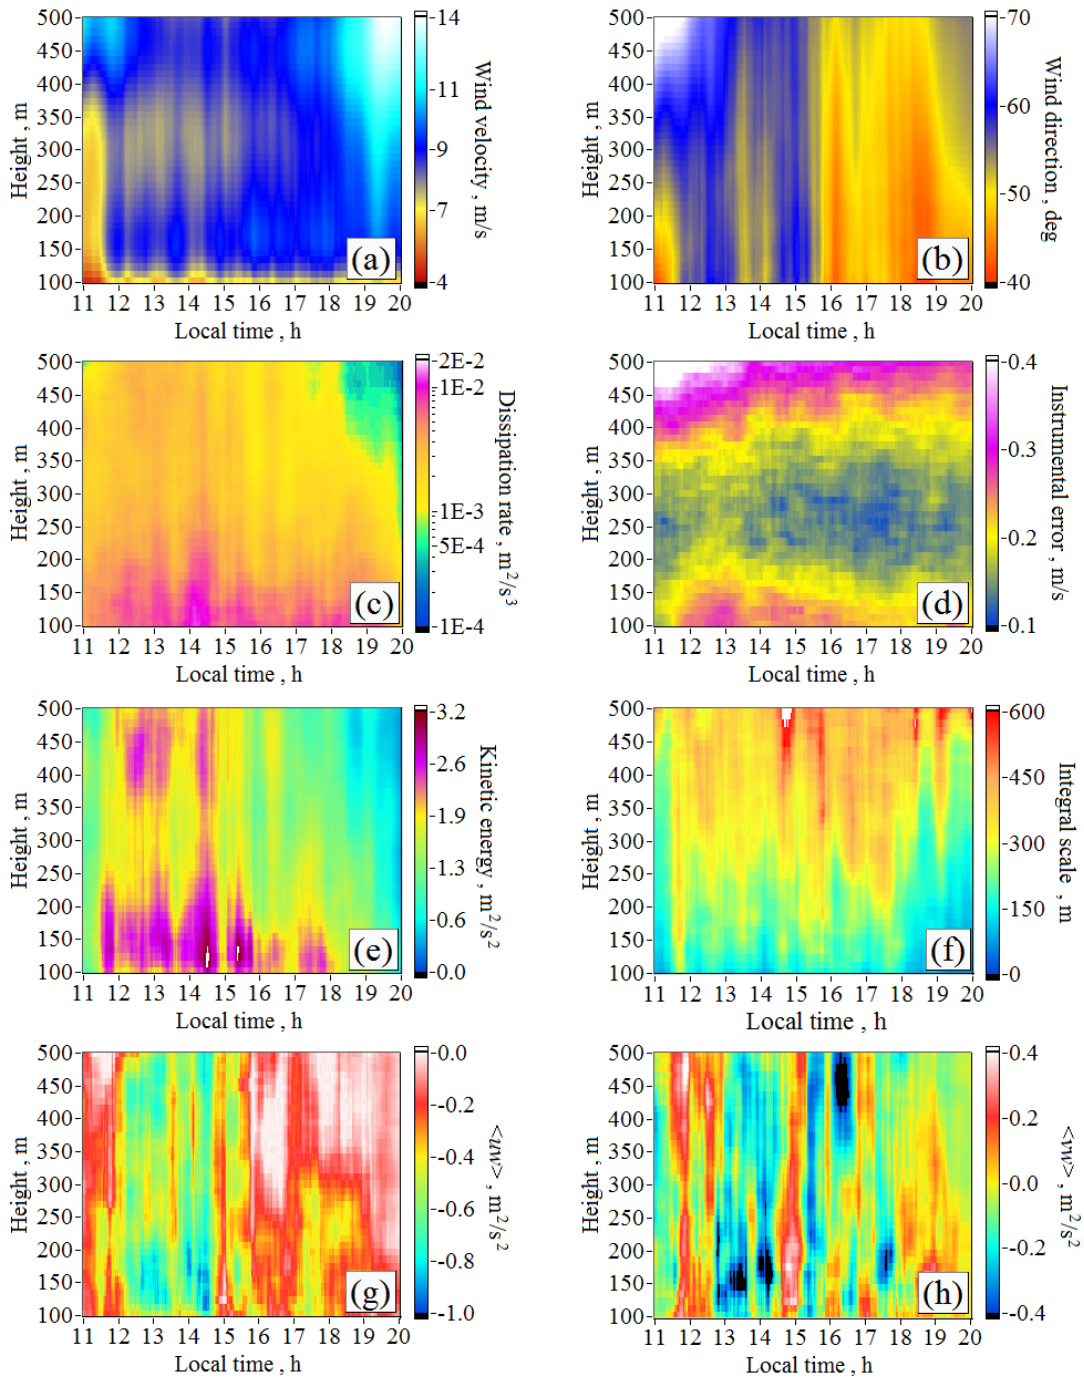 500
450
400
350
300
250
200
150
100
Height , m
11 12 13 14 15 16 17 18 19 20
Local time , h
(a)
14
11
9
7
4
Wind velocity , m/s
500
450
400
350
300
250
200
150
100
Height , m
11 12 13 14 15 16 17 18 19 20
Local time , h
(b)
70
60
50
40
Wind direction , deg
500
450
400
350
300
250
200
150
100
Height , m
11 12 13 14 15 16 17 18 19 20
Local time , h
(c)
2E-2
1E-2
1E-3
5E-4
1E-4
Dissipation rate , m²/s³
500
450
400
350
300
250
200
150
100
Height , m
11 12 13 14 15 16 17 18 19 20
Local time , h
(d)
0.4
0.3
0.2
0.1
Instrumental error , m/s
500
450
400
350
300
250
200
150
100
Height , m
11 12 13 14 15 16 17 18 19 20
Local time , h
(e)
3.2
2.6
1.9
1.3
0.6
0.0
Kinetic energy , m²/s²
500
450
400
350
300
250
200
150
100
Height , m
11 12 13 14 15 16 17 18 19 20
Local time , h
(f)
600
450
300
150
0
Integral scale , m
500
450
400
350
300
250
200
150
100
Height , m
11 12 13 14 15 16 17 18 19 20
Local time , h
(g)
-0.0
-0.2
-0.4
-0.6
-0.8
-1.0
<uw> , m²/s²
500
450
400
350
300
250
200
150
100
Height , m
11 12 13 14 15 16 17 18 19 20
Local time , h
(h)
0.4
0.2
0.0
-0.2
-0.4
<vw> , m²/s²